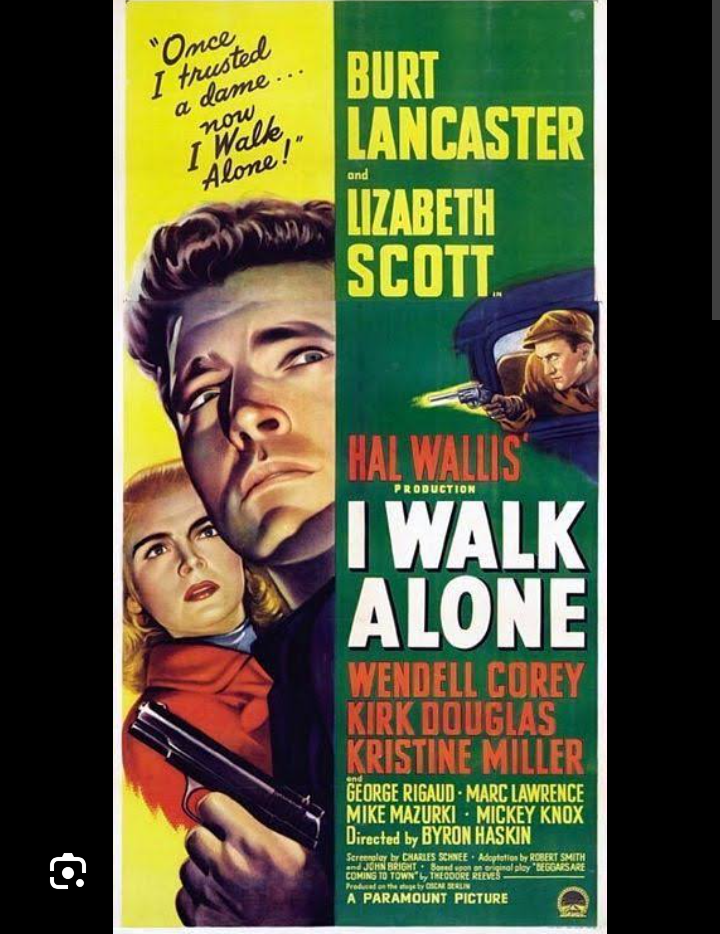 "Once
I trusted
a dame...
now
I Walk
Alone!"
BURT
LANCASTER
and
LIZABETH
SCOTT
IN
HAL WALLIS'
PRODUCTION
I WALK
ALONE
WENDELL COREY
KIRK DOUGLAS
KRISTINE MILLER
and
GEORGE RIGAUD · MARC LAWRENCE
MIKE MAZURKI · MICKEY KNOX
Directed by BYRON HASKIN
Screenplay by CHARLES SCHNEE · Adaptation by ROBERT SMITH
and JOHN BRIGHT · Based upon an original play "BEGGARS ARE
COMING TO TOWN" by THEODORE REEVES
Produced on the stage by OSCAR SERLIN
A PARAMOUNT PICTURE